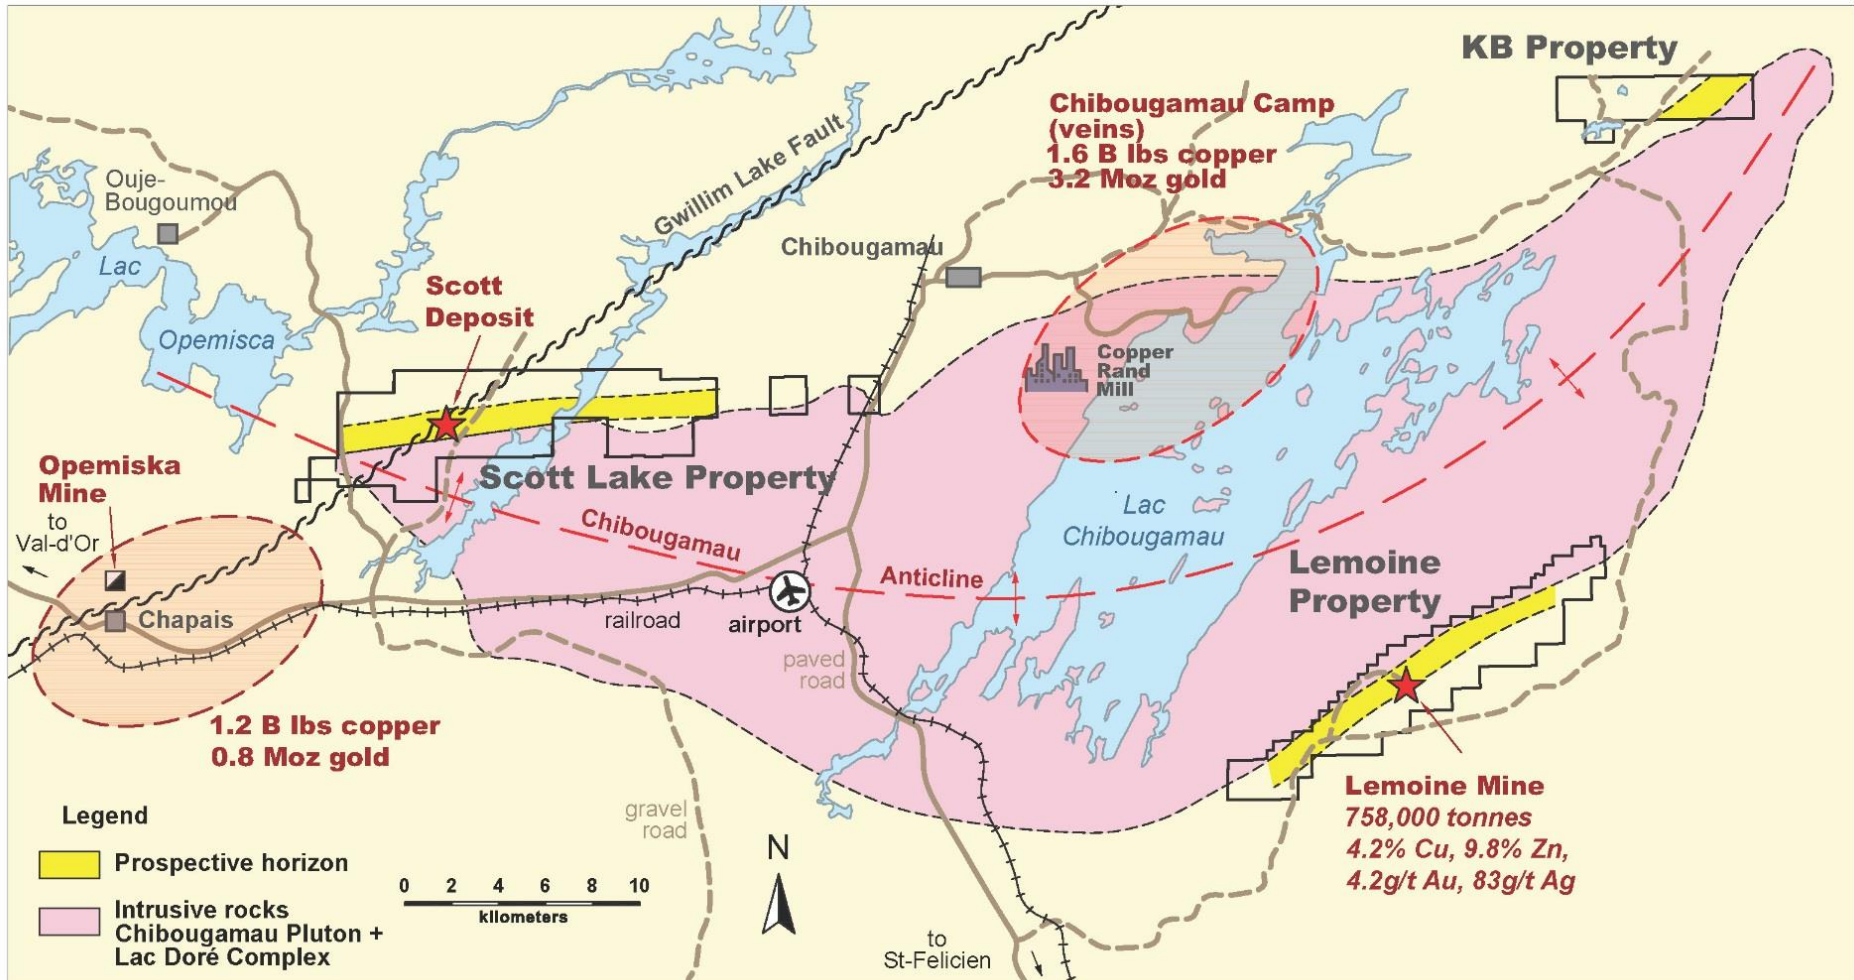 KB Property
Chibougamau Camp
(veins)
1.6 B lbs copper
3.2 Moz gold
Gwillim Lake Fault
Ouje-
Bougoumou
Lac
Opemisca
Chibougamau
Scott
Deposit
Copper
Rand
Mill
Opemiska
Mine
to
Val-d'Or
Scott Lake Property
Lac
Chibougamau
Chibougamau
Anticline
Lemoine
Property
Chapais
railroad
airport
paved
road
1.2 B lbs copper
0.8 Moz gold
gravel
road
Lemoine Mine
758,000 tonnes
4.2% Cu, 9.8% Zn,
4.2g/t Au, 83g/t Ag
Legend
Prospective horizon
Intrusive rocks
Chibougamau Pluton +
Lac Doré Complex
0 2 4 6 8 10
kilometers
N
to
St-Felicien